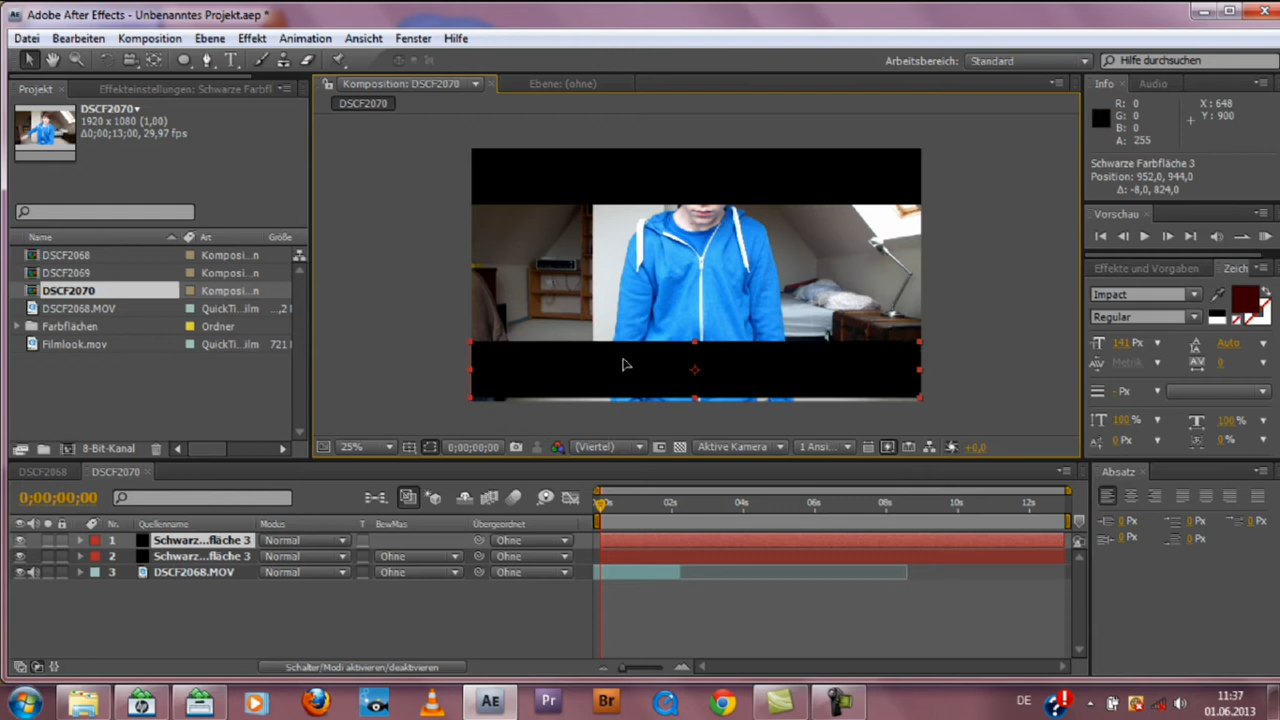 Adobe After Effects - Unbenanntes Projekt.aep *
Datei Bearbeiten Komposition Ebene Effekt Animation Ansicht Fenster Hilfe
Arbeitsbereich: Standard Hilfe durchsuchen
Projekt Effekteinstellungen: Schwarze Farbfl
Komposition: DSCF2070 Ebene: (ohne)
Info Audio
DSCF2070
1920 x 1080 (1,00)
Δ0;00;13;00, 29,97 fps
DSCF2070
R: 0 X: 648
G: 0 Y: 900
B: 0
A: 255
Schwarze Farbfläche 3
Position: 952,0, 944,0
Δ: -8,0, 824,0
Vorschau
Name Art Größe
DSCF2068 Komposi...n
DSCF2069 Komposi...n
DSCF2070 Komposi...n
DSCF2068.MOV QuickTi...ilm ...,2 M
Farbflächen Ordner
Filmlook.mov QuickTi...ilm 721
Effekte und Vorgaben Zeich
Impact
Regular
141 Px Auto
Metrik 0
- Px
100 % 100 %
0 Px 0 %
8-Bit-Kanal
25% 0;00;00;00 (Viertel) Aktive Kamera 1 Ansi... +0,0
DSCF2068 DSCF2070
Absatz
0;00;00;00
02s 04s 06s 08s 10s 12s
Nr. Quellenname Modus T BewMas Übergeordnet
1 Schwarz...fläche 3 Normal Ohne
2 Schwarz...fläche 3 Normal Ohne Ohne
3 DSCF2068.MOV Normal Ohne Ohne
0 Px 0 Px 0 Px
0 Px 0 Px
Schalter/Modi aktivieren/deaktivieren
Ae Pr Br
DE
11:37
01.06.2013